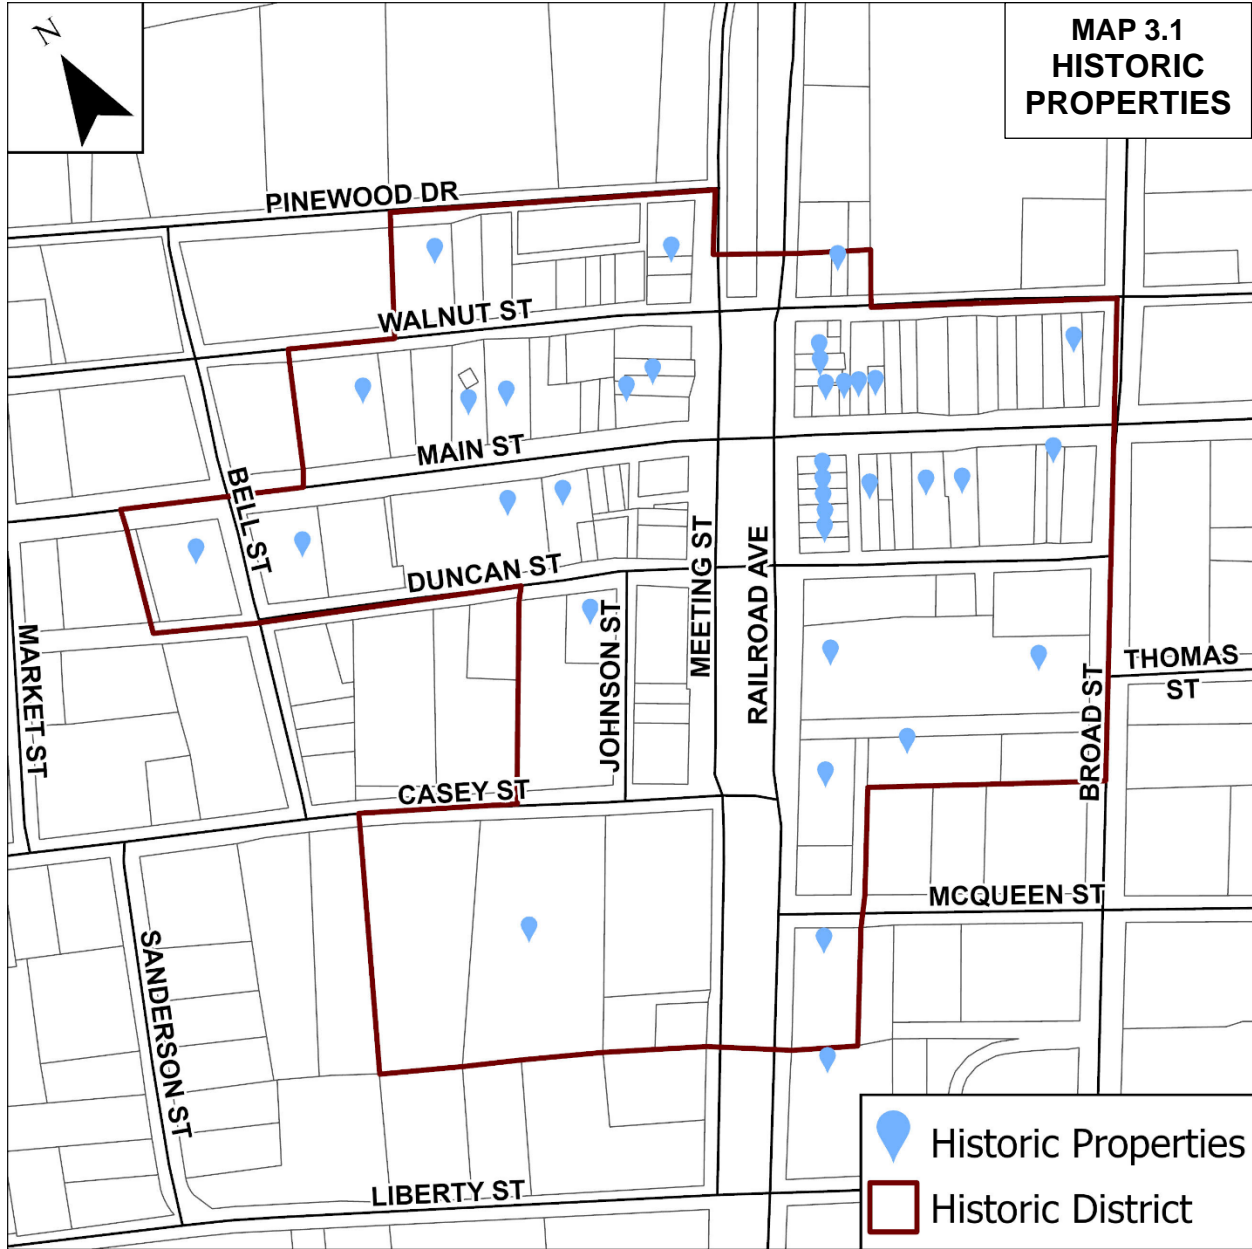 N
MAP 3.1
HISTORIC
PROPERTIES
PINEWOOD DR
WALNUT ST
MAIN ST
BELL ST
DUNCAN ST
MEETING ST
RAILROAD AVE
JOHNSON ST
MARKET ST
THOMAS
ST
BROAD ST
CASEY ST
MCQUEEN ST
SANDERSON ST
LIBERTY ST
Historic Properties
Historic District